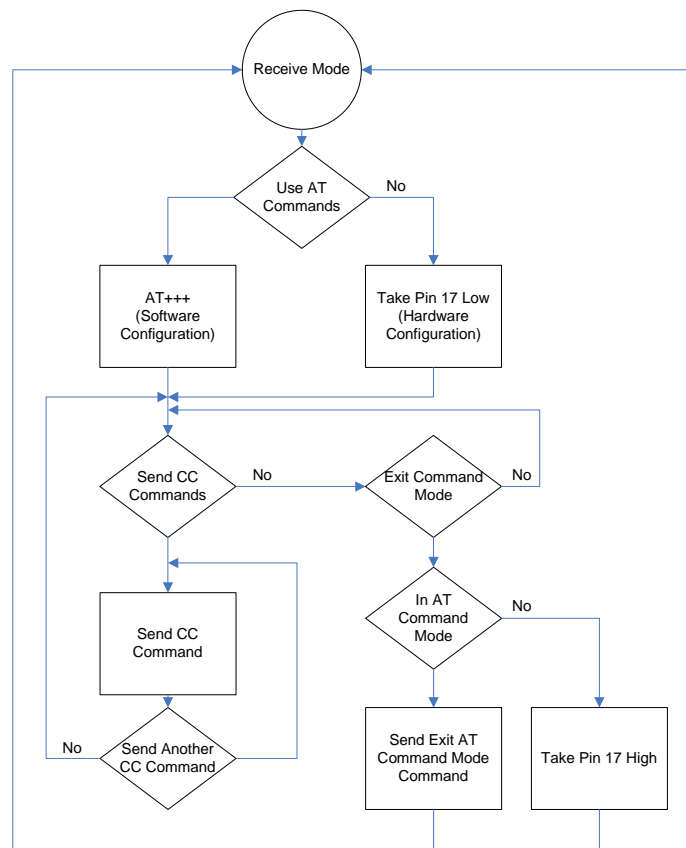 Receive Mode
Use AT
Commands
No
AT+++
(Software
Configuration)
Take Pin 17 Low
(Hardware
Configuration)
Send CC
Commands
No
Exit Command
Mode
No
In AT
Command
Mode
No
Send CC
Command
Send Another
CC Command
No
Send Exit AT
Command Mode
Command
Take Pin 17 High